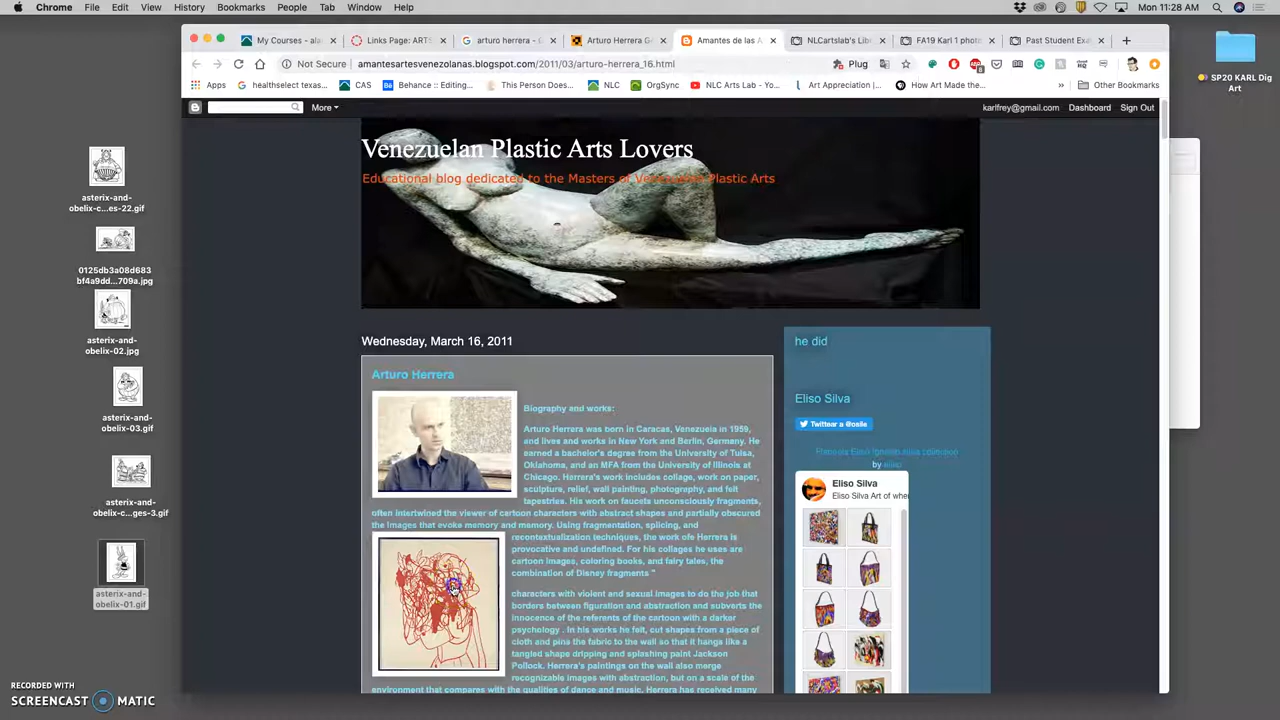 Chrome File Edit View History Bookmarks People Tab Window Help Mon 11:28 AM
My Courses - ala Links Page: ARTS arturo herrera - G Arturo Herrera G Amantes de las A NLCartslab's Lib FA19 Karl 1 photo Past Student Exam
Not Secure amantesartesvenezolanas.blogspot.com/2011/03/arturo-herrera_16.html Plug
Apps healthselect texas... CAS Behance :: Editing... This Person Does... NLC OrgSync NLC Arts Lab - Yo... Art Appreciation |... How Art Made the... » Other Bookmarks
More karlfrey@gmail.com Dashboard Sign Out
Venezuelan Plastic Arts Lovers
Educational blog dedicated to the Masters of Venezuelan Plastic Arts
Wednesday, March 16, 2011
Arturo Herrera
Biography and works:
Arturo Herrera was born in Caracas, Venezuela in 1959,
and lives and works in New York and Berlin, Germany. He
earned a bachelor's degree from the University of Tulsa,
Oklahoma, and an MFA from the University of Illinois at
Chicago. Herrera's work includes collage, work on paper,
sculpture, relief, wall painting, photography, and felt
tapestries. His work on faucets unconsciously fragments,
often intertwined the viewer of cartoon characters with abstract shapes and partially obscured
the images that evoke memory and memory. Using fragmentation, splicing, and
recontextualization techniques, the work ofe Herrera is
provocative and undefined. For his collages he uses are
cartoon images, coloring books, and fairy tales, the
combination of Disney fragments "
characters with violent and sexual images to do the job that
borders between figuration and abstraction and subverts the
innocence of the referents of the cartoon with a darker
psychology . In his works he felt, cut shapes from a piece of
cloth and pins the fabric to the wall so that it hangs like a
tangled shape dripping and splashing paint Jackson
Pollock. Herrera's paintings on the wall also merge
recognizable images with abstraction, but on a scale of the
environment that compares with the qualities of dance and music. Herrera has received many
he did
Eliso Silva
Twittear a @osile
by
Eliso Silva
Eliso Silva Art of wher
SP20 KARL Dig
Art
asterix-and-
obelix-c...es-22.gif
0125db3a08d683
bf4a9dd...709a.jpg
asterix-and-
obelix-02.jpg
asterix-and-
obelix-03.gif
asterix-and-
obelix-c...ges-3.gif
asterix-and-
obelix-01.gif
RECORDED WITH
SCREENCAST MATIC